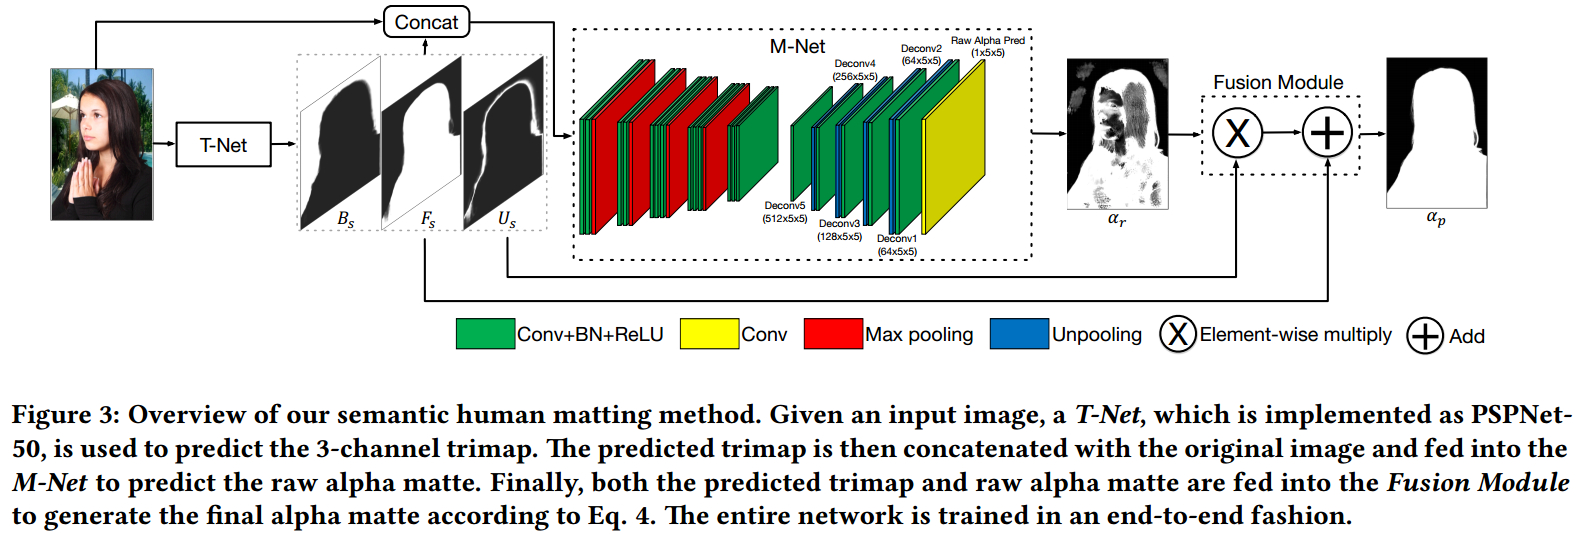 Concat
M-Net
Raw Alpha Pred
(1x5x5)
Deconv2
(64x5x5)
Deconv4
(256x5x5)
Fusion Module
T-Net
X
+
Deconv5
(512x5x5)
Deconv3
(128x5x5)
Deconv1
(64x5x5)
Bs
Fs
Us
αr
αp
Conv+BN+ReLU
Conv
Max pooling
Unpooling
X Element-wise multiply
+ Add
Figure 3: Overview of our semantic human matting method. Given an input image, a T-Net, which is implemented as PSPNet-
50, is used to predict the 3-channel trimap. The predicted trimap is then concatenated with the original image and fed into the
M-Net to predict the raw alpha matte. Finally, both the predicted trimap and raw alpha matte are fed into the Fusion Module
to generate the final alpha matte according to Eq. 4. The entire network is trained in an end-to-end fashion.